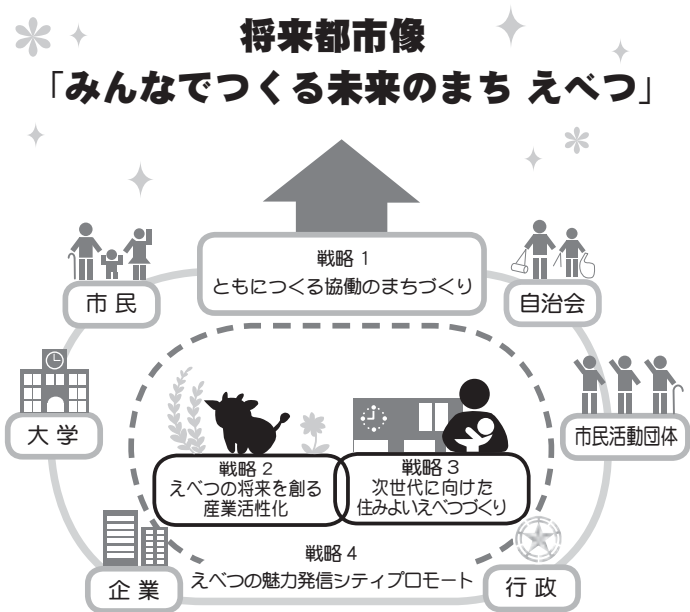 将来都市像
「みんなでつくる未来のまち えべつ」
戦略 1
ともにつくる協働のまちづくり
市 民
自治会
大 学
市民活動団体
戦略 2
えべつの将来を創る
産業活性化
戦略 3
次世代に向けた
住みよいえべつづくり
戦略 4
えべつの魅力発信シティプロモート
企 業
行 政